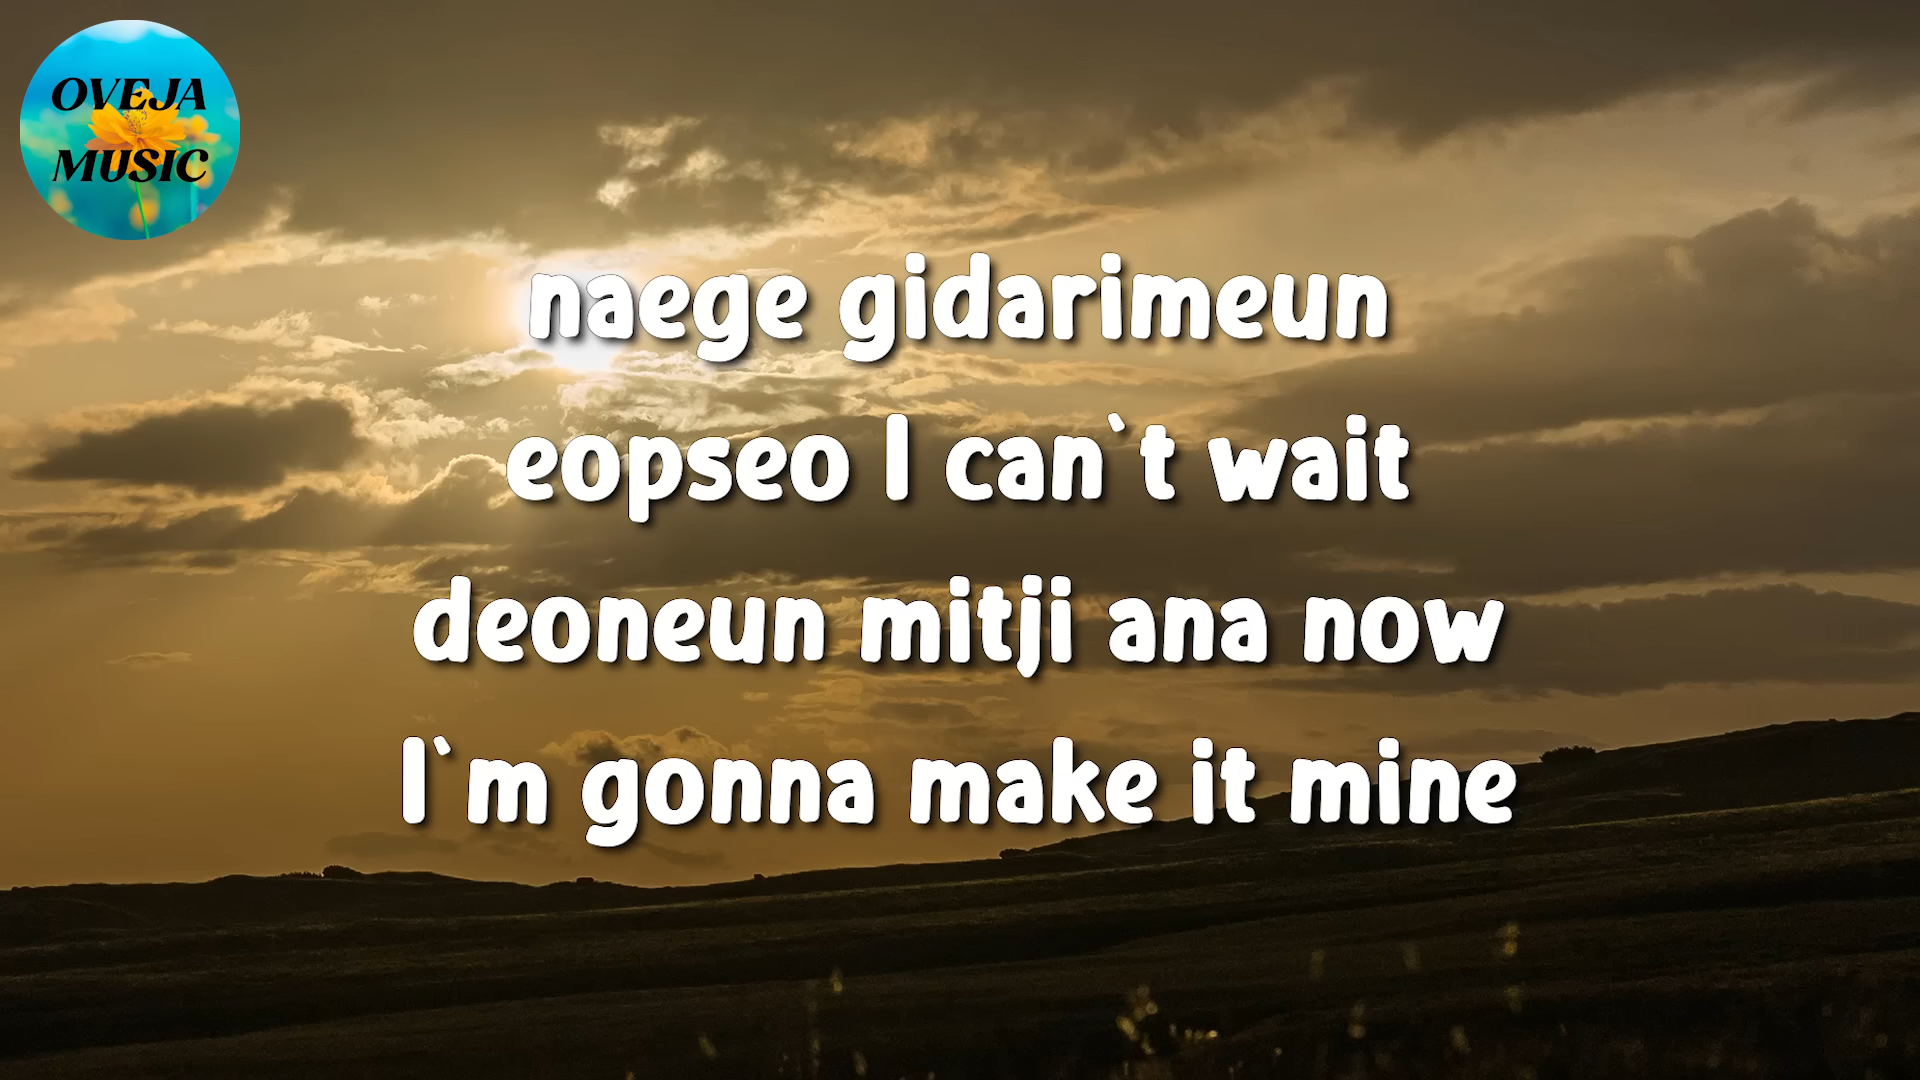 OVEJA
MUSIC
naege gidarimeun
eopseo I can`t wait
deoneun mitji ana now
I`m gonna make it mine